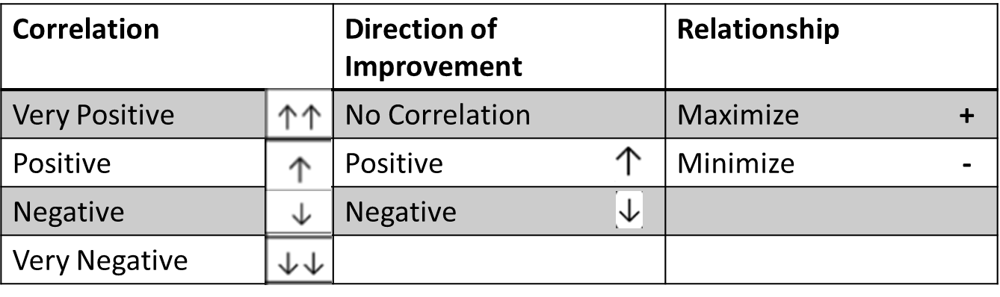 Correlation Direction of Improvement Relationship
Very Positive ↑↑ No Correlation Maximize +
Positive ↑ Positive ↑ Minimize -
Negative ↓ Negative ↓
Very Negative ↓↓